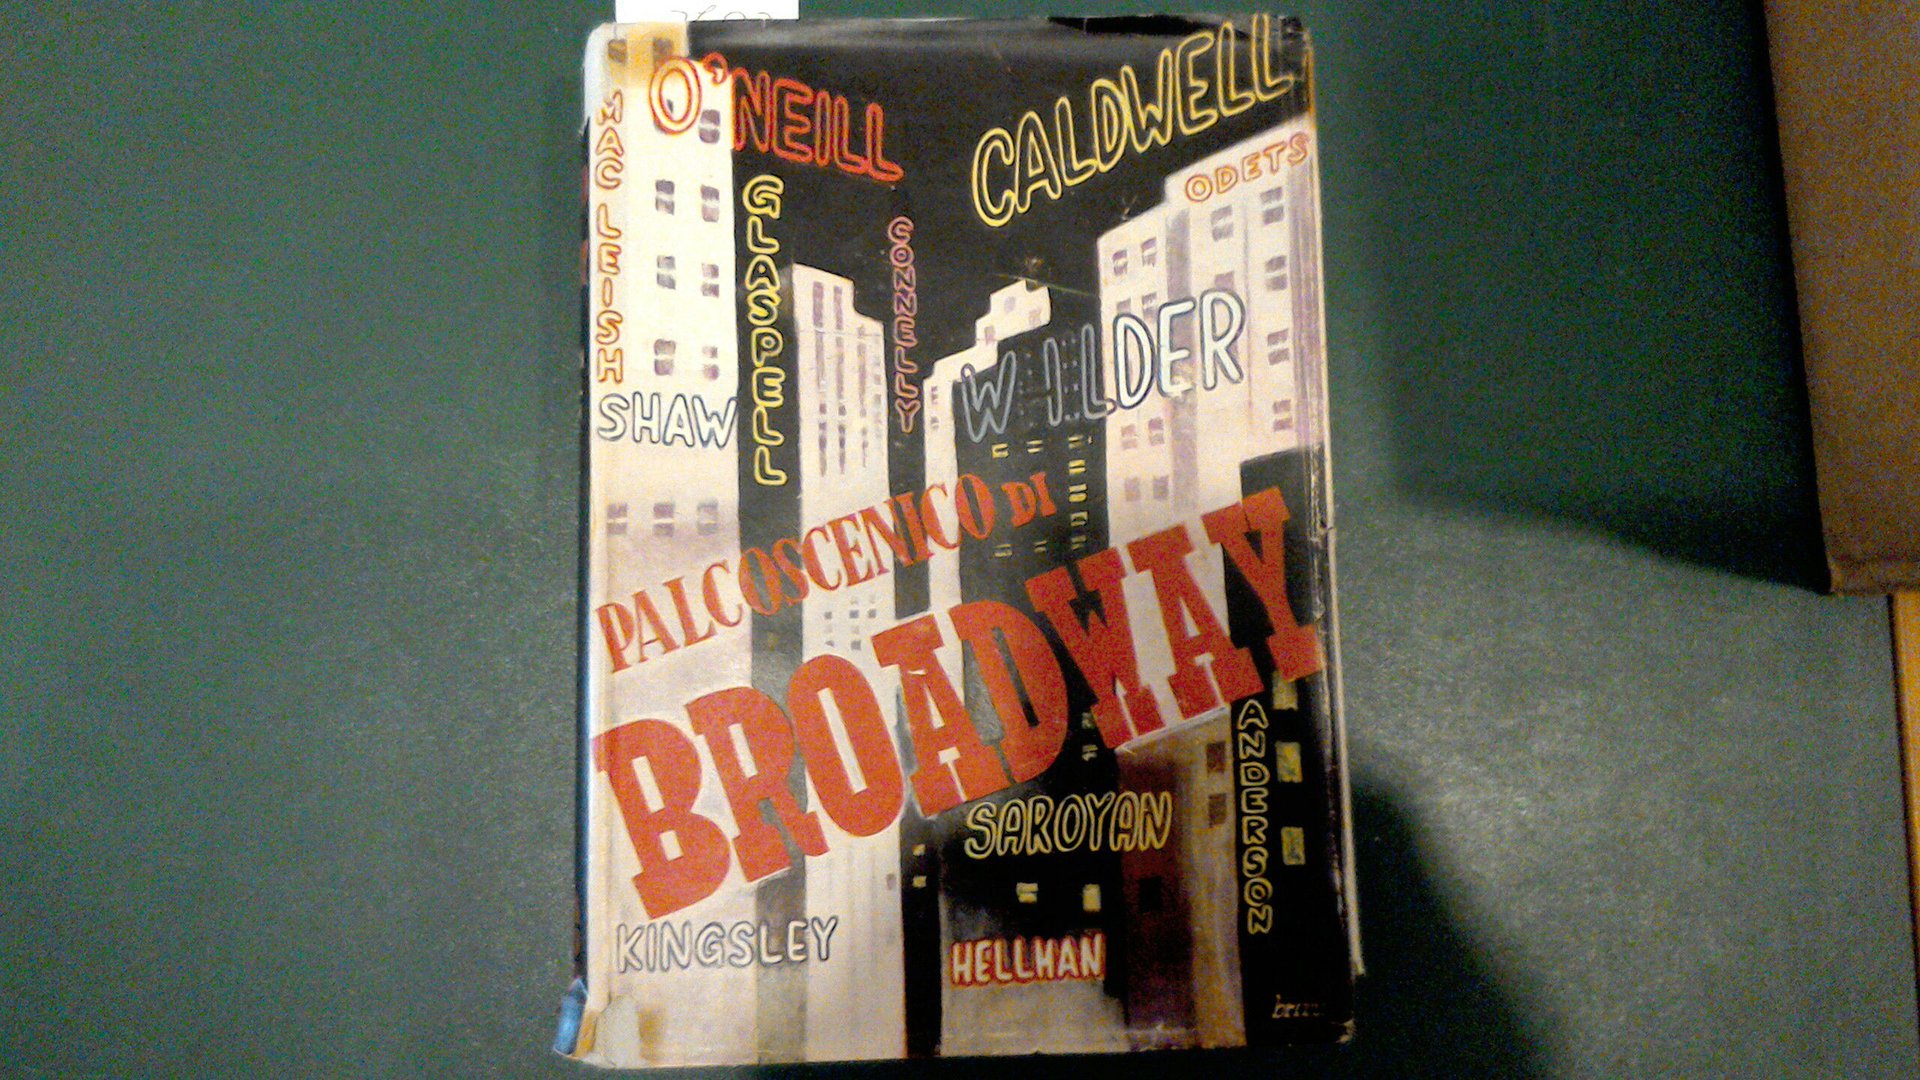 O'NEILL
CALDWELL
MAC LEISH
GLASPELL
CONNELLY
ODETS
SHAW
WILDER
PALCOSCENICO DI
BROADWAY
ANDERSON
SAROYAN
KINGSLEY
HELLMAN